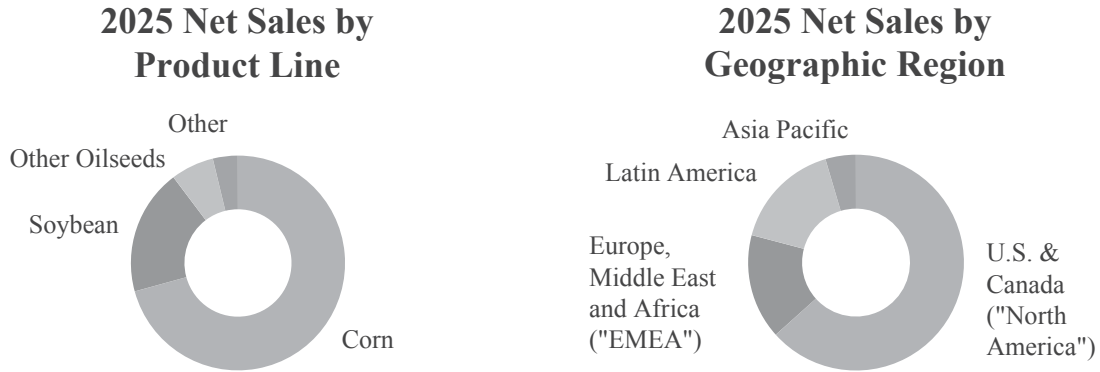 2025 Net Sales by
Product Line
Other
Other Oilseeds
Soybean
Corn
2025 Net Sales by
Geographic Region
Asia Pacific
Latin America
Europe,
Middle East
and Africa
("EMEA")
U.S. &
Canada
("North
America")